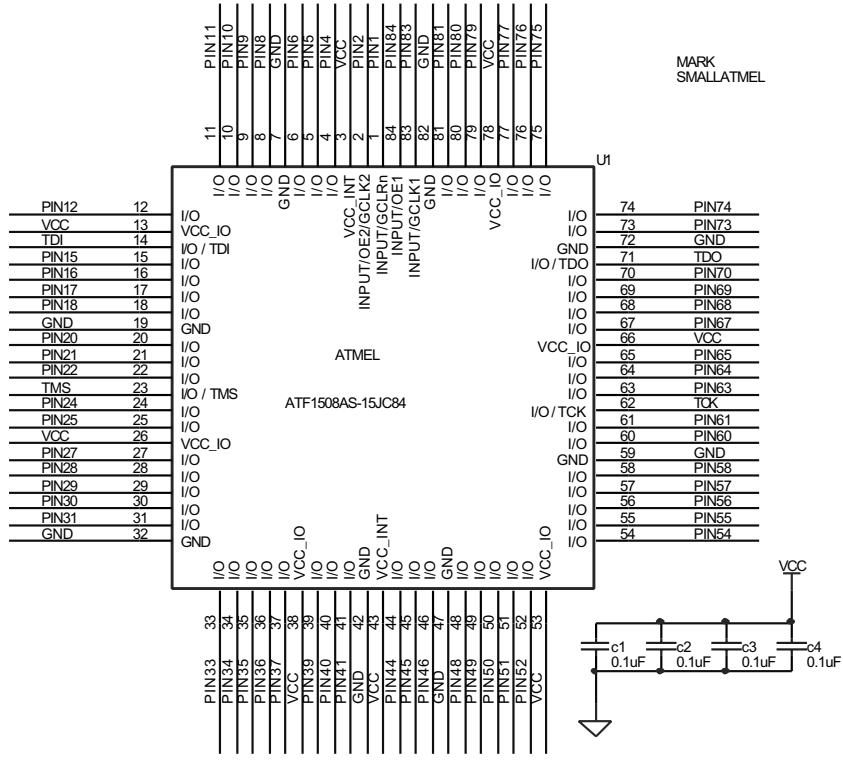 PIN11 PIN10 PIN9 PIN8 GND PIN6 PIN5 PIN4 VCC PIN2 PIN1 PIN84 PIN83 GND PIN81 PIN80 PIN79 VCC PIN77 PIN76 PIN75
MARK
SMALLATMEL
11 10 9 8 7 6 5 4 3 2 1 84 83 82 81 80 79 78 77 76 75
U1
I/O I/O I/O I/O GND I/O I/O I/O VCC_INT INPUT/OE2/GCLK2 INPUT/GCLRn INPUT/OE1 INPUT/GCLK1 GND I/O I/O I/O VCC_IO I/O I/O I/O
PIN12 12 I/O
VCC 13 VCC_IO
TDI 14 I/O / TDI
PIN15 15 I/O
PIN16 16 I/O
PIN17 17 I/O
PIN18 18 I/O
GND 19 GND
PIN20 20 I/O
PIN21 21 I/O
PIN22 22 I/O
TMS 23 I/O / TMS
PIN24 24 I/O
PIN25 25 I/O
VCC 26 VCC_IO
PIN27 27 I/O
PIN28 28 I/O
PIN29 29 I/O
PIN30 30 I/O
PIN31 31 I/O
GND 32 GND
ATMEL
ATF1508AS-15JC84
I/O 74 PIN74
I/O 73 PIN73
GND 72 GND
I/O / TDO 71 TDO
I/O 70 PIN70
I/O 69 PIN69
I/O 68 PIN68
I/O 67 PIN67
VCC_IO 66 VCC
I/O 65 PIN65
I/O 64 PIN64
I/O 63 PIN63
I/O / TCK 62 TCK
I/O 61 PIN61
I/O 60 PIN60
GND 59 GND
I/O 58 PIN58
I/O 57 PIN57
I/O 56 PIN56
I/O 55 PIN55
I/O 54 PIN54
I/O I/O I/O I/O I/O VCC_IO I/O I/O I/O GND VCC_INT I/O I/O I/O GND I/O I/O I/O I/O I/O VCC_IO
33 34 35 36 37 38 39 40 41 42 43 44 45 46 47 48 49 50 51 52 53
PIN33 PIN34 PIN35 PIN36 PIN37 VCC PIN39 PIN40 PIN41 GND VCC PIN44 PIN45 PIN46 GND PIN48 PIN49 PIN50 PIN51 PIN52 VCC
VCC
c1 c2 c3 c4
0.1uF 0.1uF 0.1uF 0.1uF